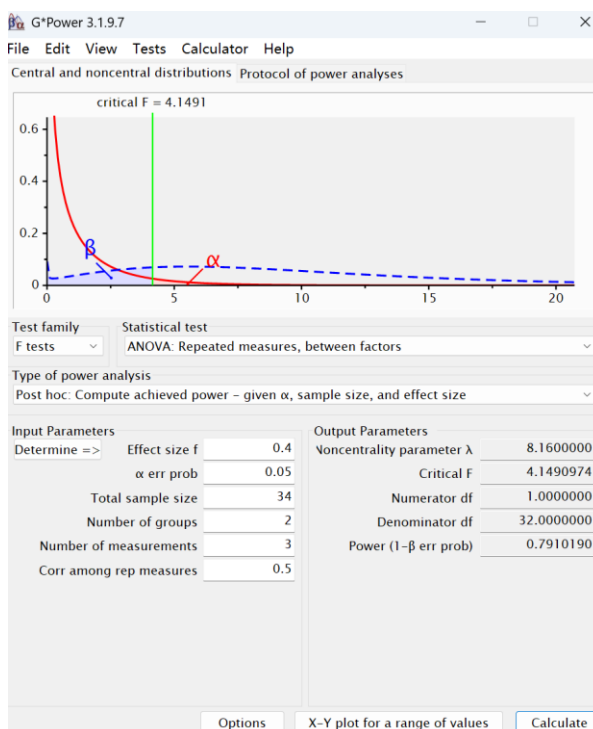 G*Power 3.1.9.7
File Edit View Tests Calculator Help
Central and noncentral distributions Protocol of power analyses
critical F = 4.1491
0.6
0.4
0.2
β
α
0
0 5 10 15 20
Test family Statistical test
F tests ANOVA: Repeated measures, between factors
Type of power analysis
Post hoc: Compute achieved power – given α, sample size, and effect size
Input Parameters Output Parameters
Determine => Effect size f 0.4 Noncentrality parameter λ 8.1600000
α err prob 0.05 Critical F 4.1490974
Total sample size 34 Numerator df 1.0000000
Number of groups 2 Denominator df 32.0000000
Number of measurements 3 Power (1-β err prob) 0.7910190
Corr among rep measures 0.5
Options X-Y plot for a range of values Calculate